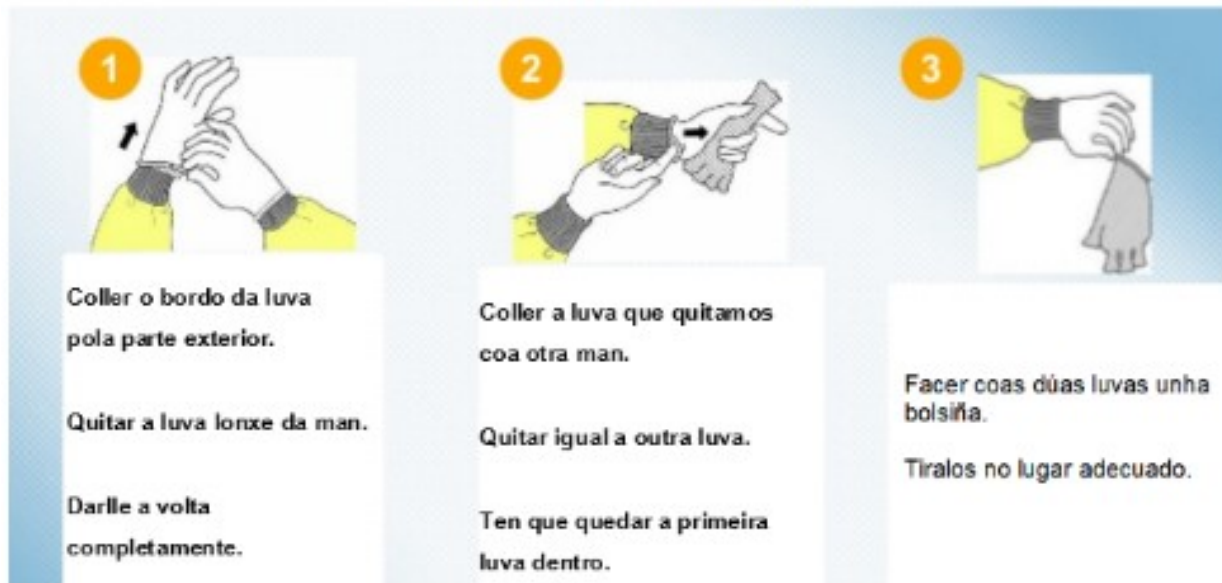 1
Coller o bordo da luva
pola parte exterior.
Quitar a luva lonxe da man.
Darlle a volta
completamente.
2
Coller a luva que quitamos
coa otra man.
Quitar igual a outra luva.
Ten que quedar a primeira
luva dentro.
3
Facer coas dúas luvas unha
bolsiña.
Tiralos no lugar adecuado.